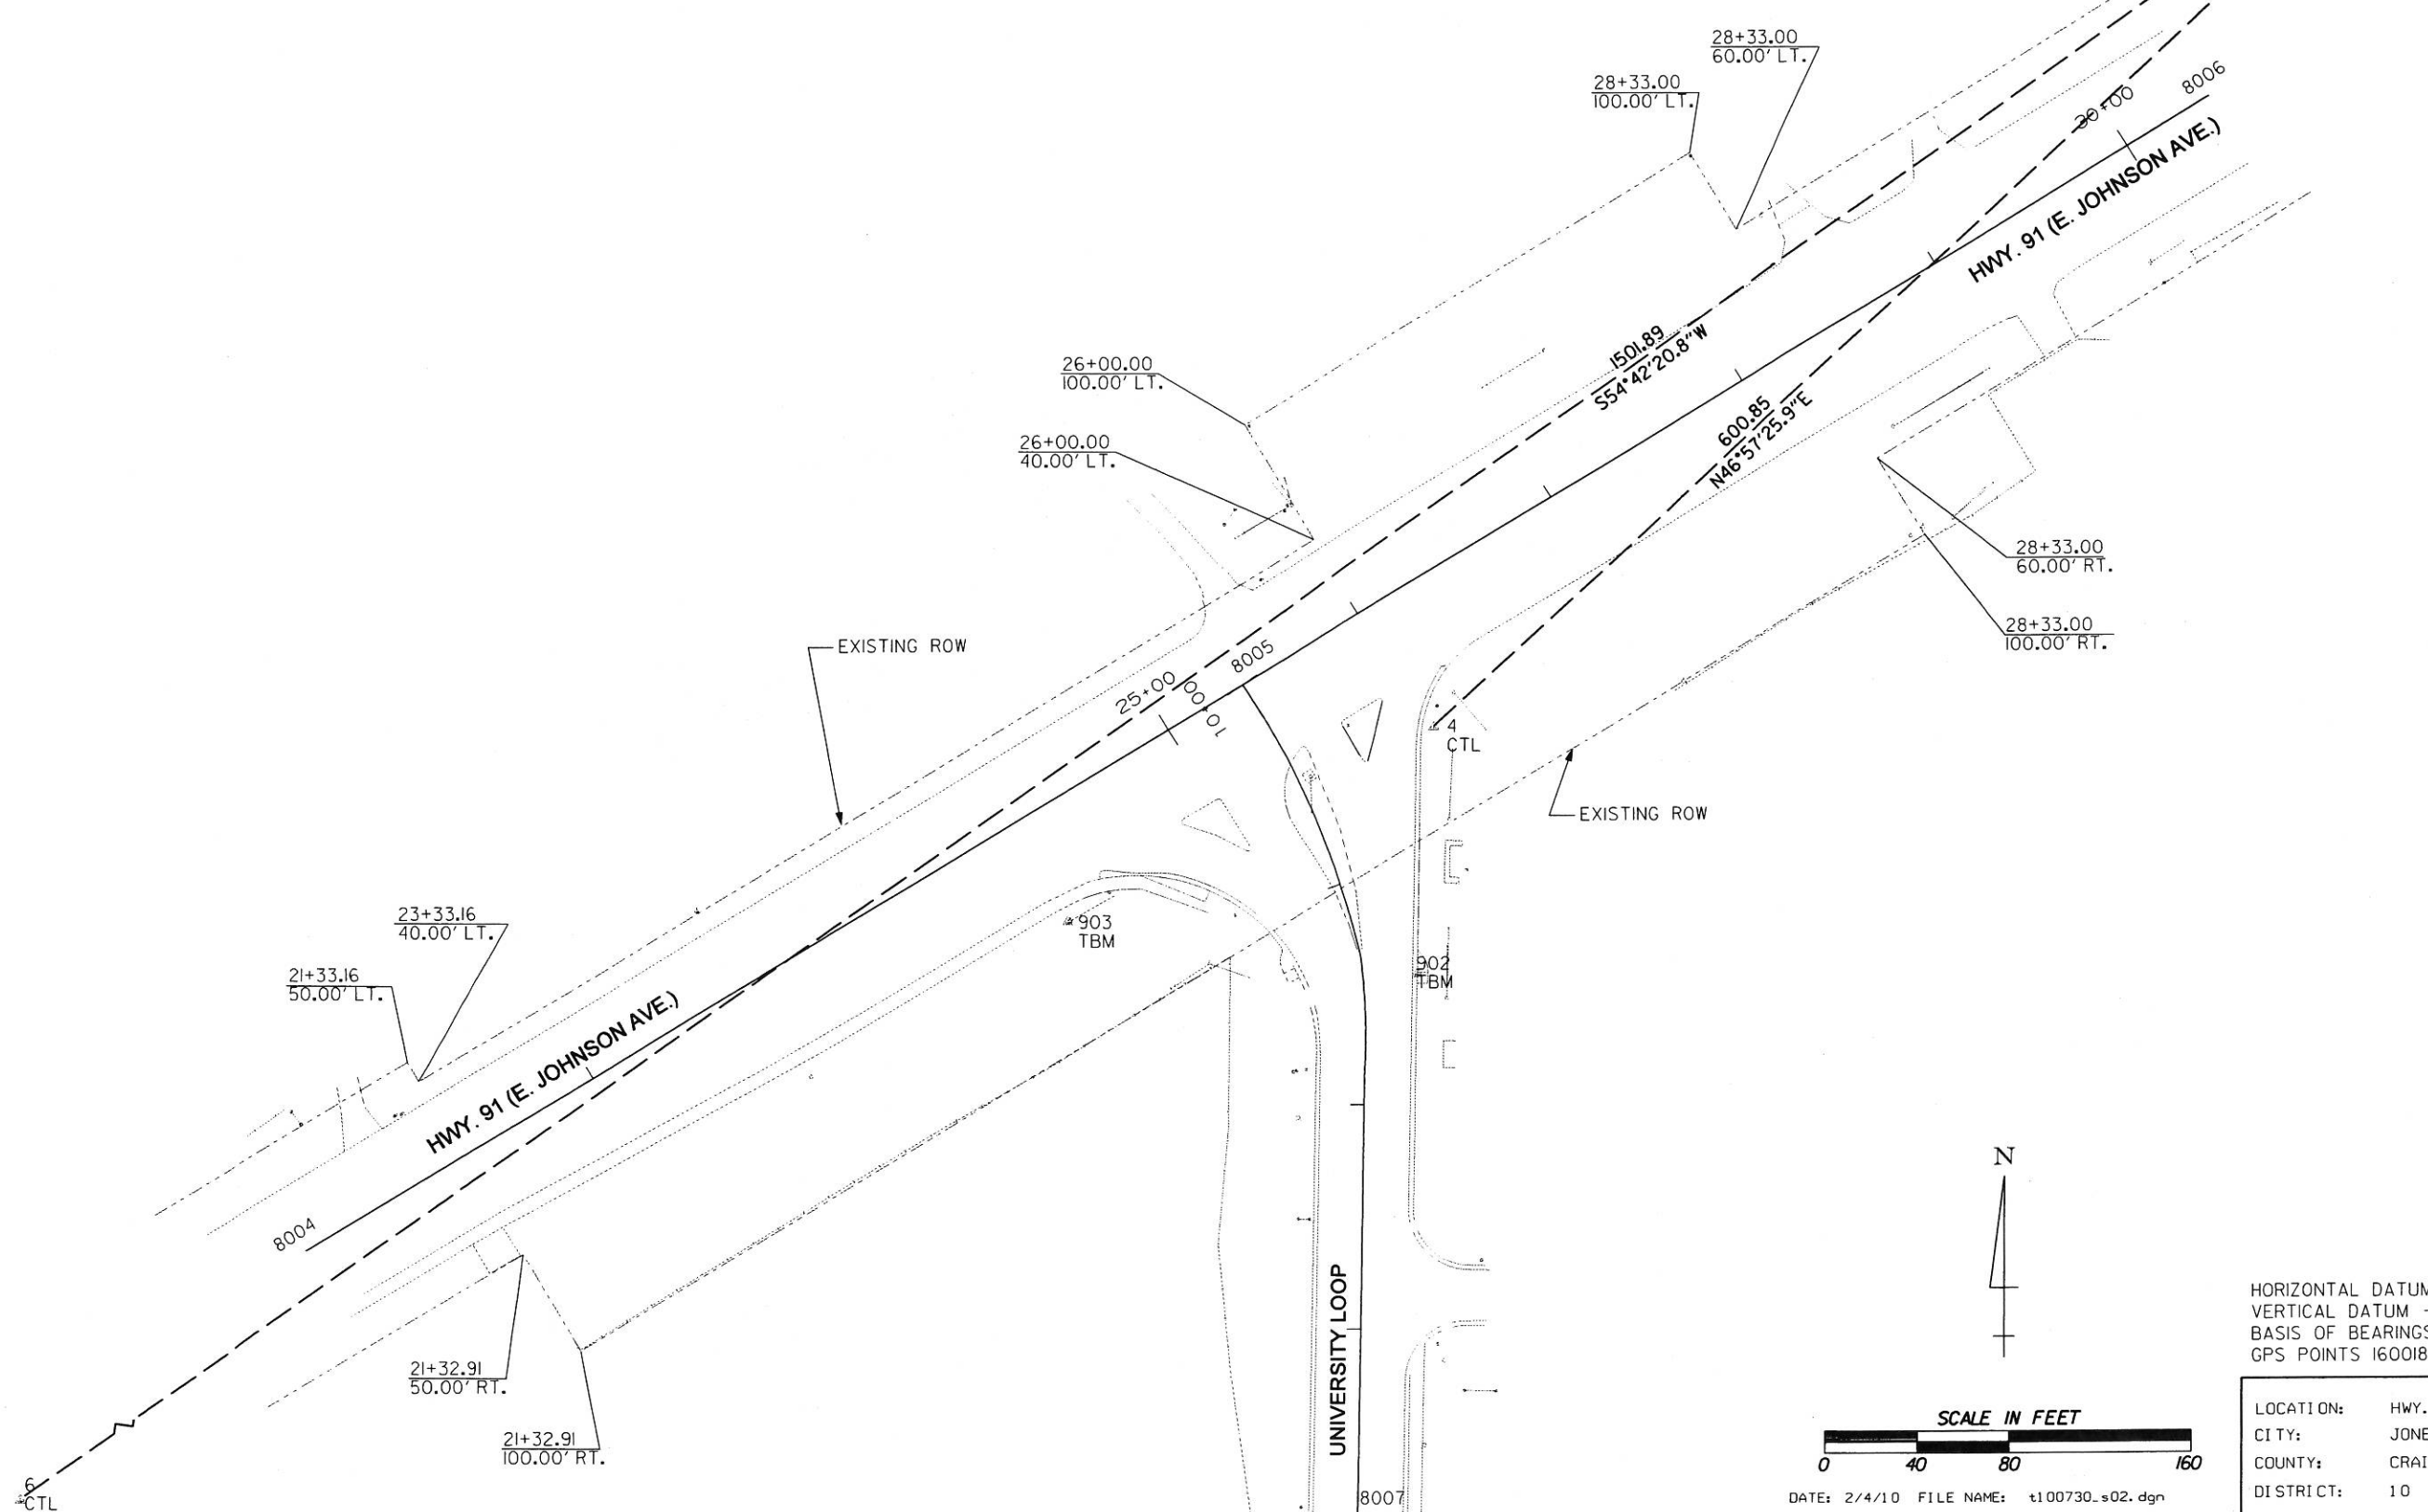 28+33.00
60.00' LT.
28+33.00
100.00' LT.
8006
30+00
HWY. 91 (E. JOHNSON AVE.)
1501.89
S54°42'20.8"W
600.85
N46°57'25.9"E
26+00.00
100.00' LT.
26+00.00
40.00' LT.
28+33.00
60.00' RT.
28+33.00
100.00' RT.
EXISTING ROW
8005
25+00
10+00
4
CTL
EXISTING ROW
903
TBM
902
TBM
23+33.16
40.00' LT.
21+33.16
50.00' LT.
HWY. 91 (E. JOHNSON AVE.)
8004
21+32.91
50.00' RT.
21+32.91
100.00' RT.
UNIVERSITY LOOP
8007
6
CTL
N
SCALE IN FEET
0 40 80 160
DATE: 2/4/10 FILE NAME: t100730_s02.dgn
HORIZONTAL DATUM
VERTICAL DATUM -
BASIS OF BEARINGS
GPS POINTS 160018
LOCATION: HWY.
CITY: JONE
COUNTY: CRAI
DISTRICT: 10